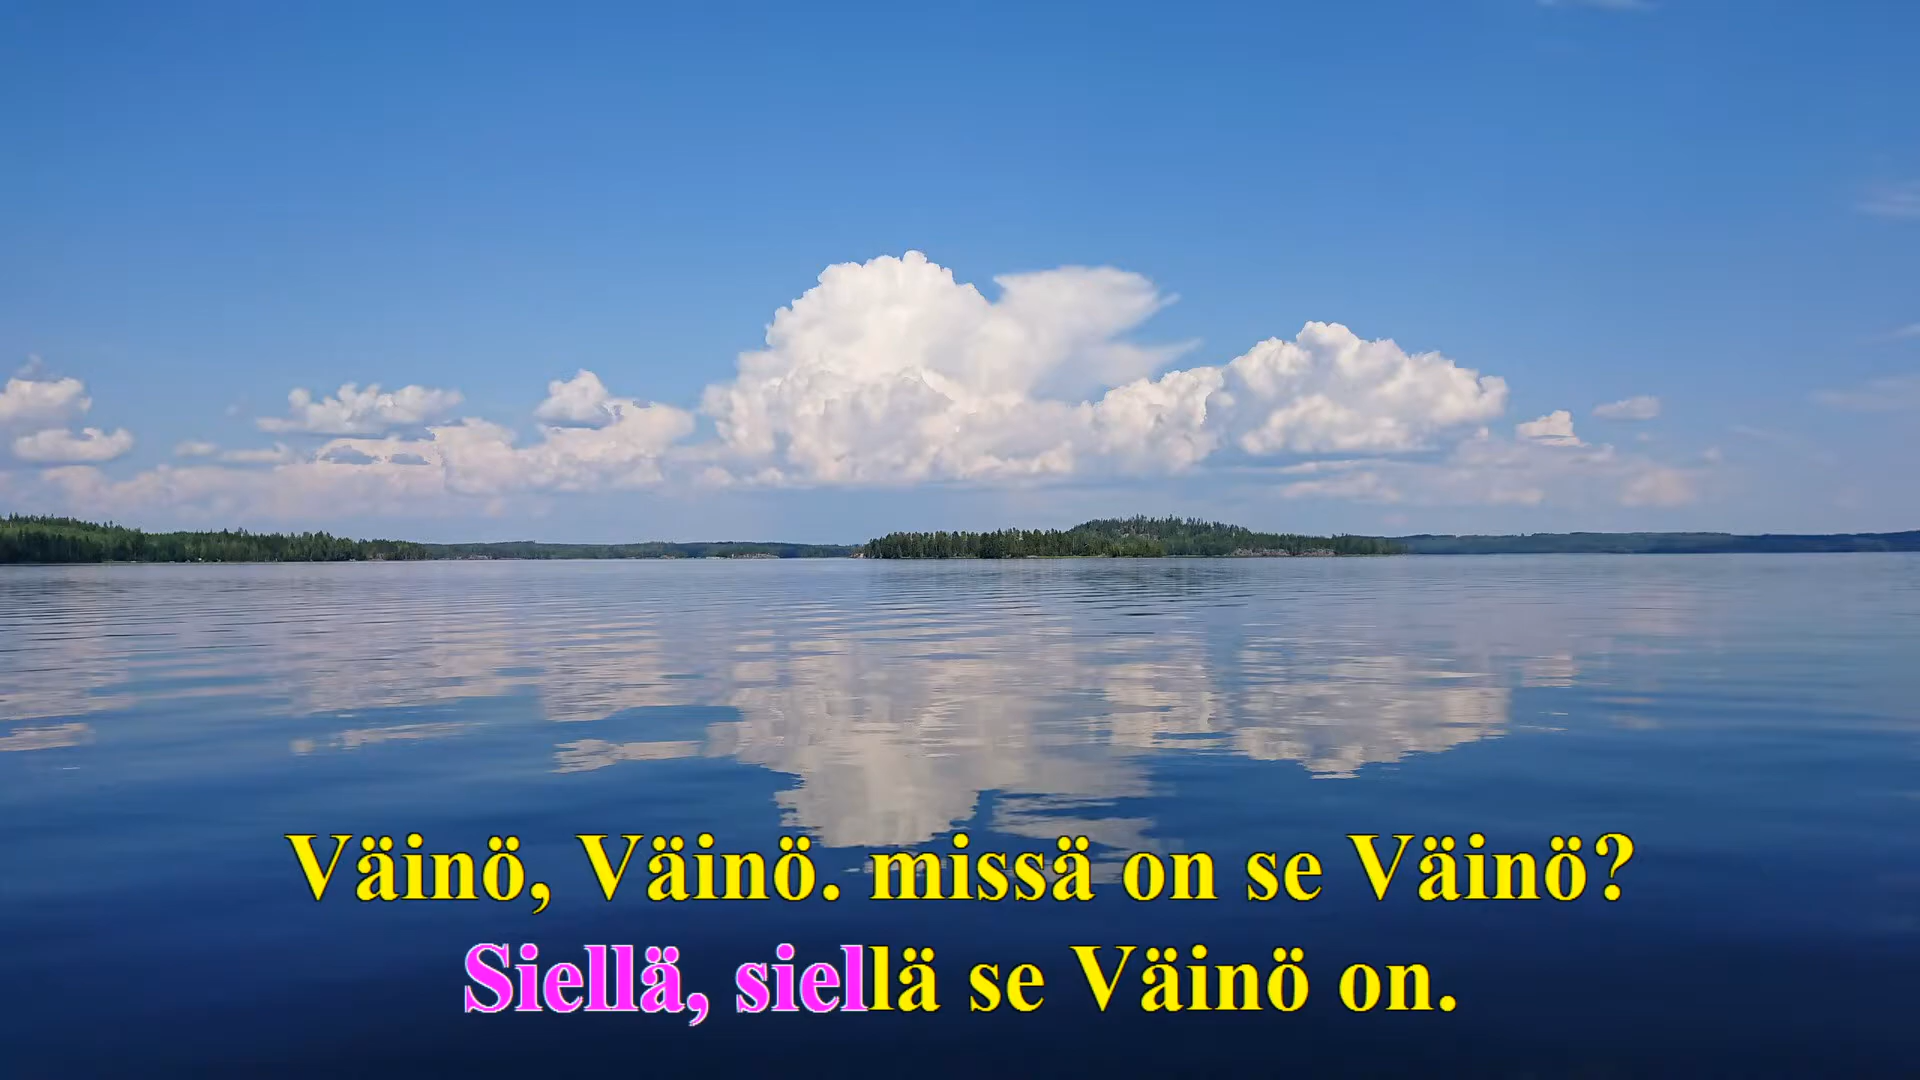 Väinö, Väinö. missä on se Väinö?
Siellä, siellä se Väinö on.